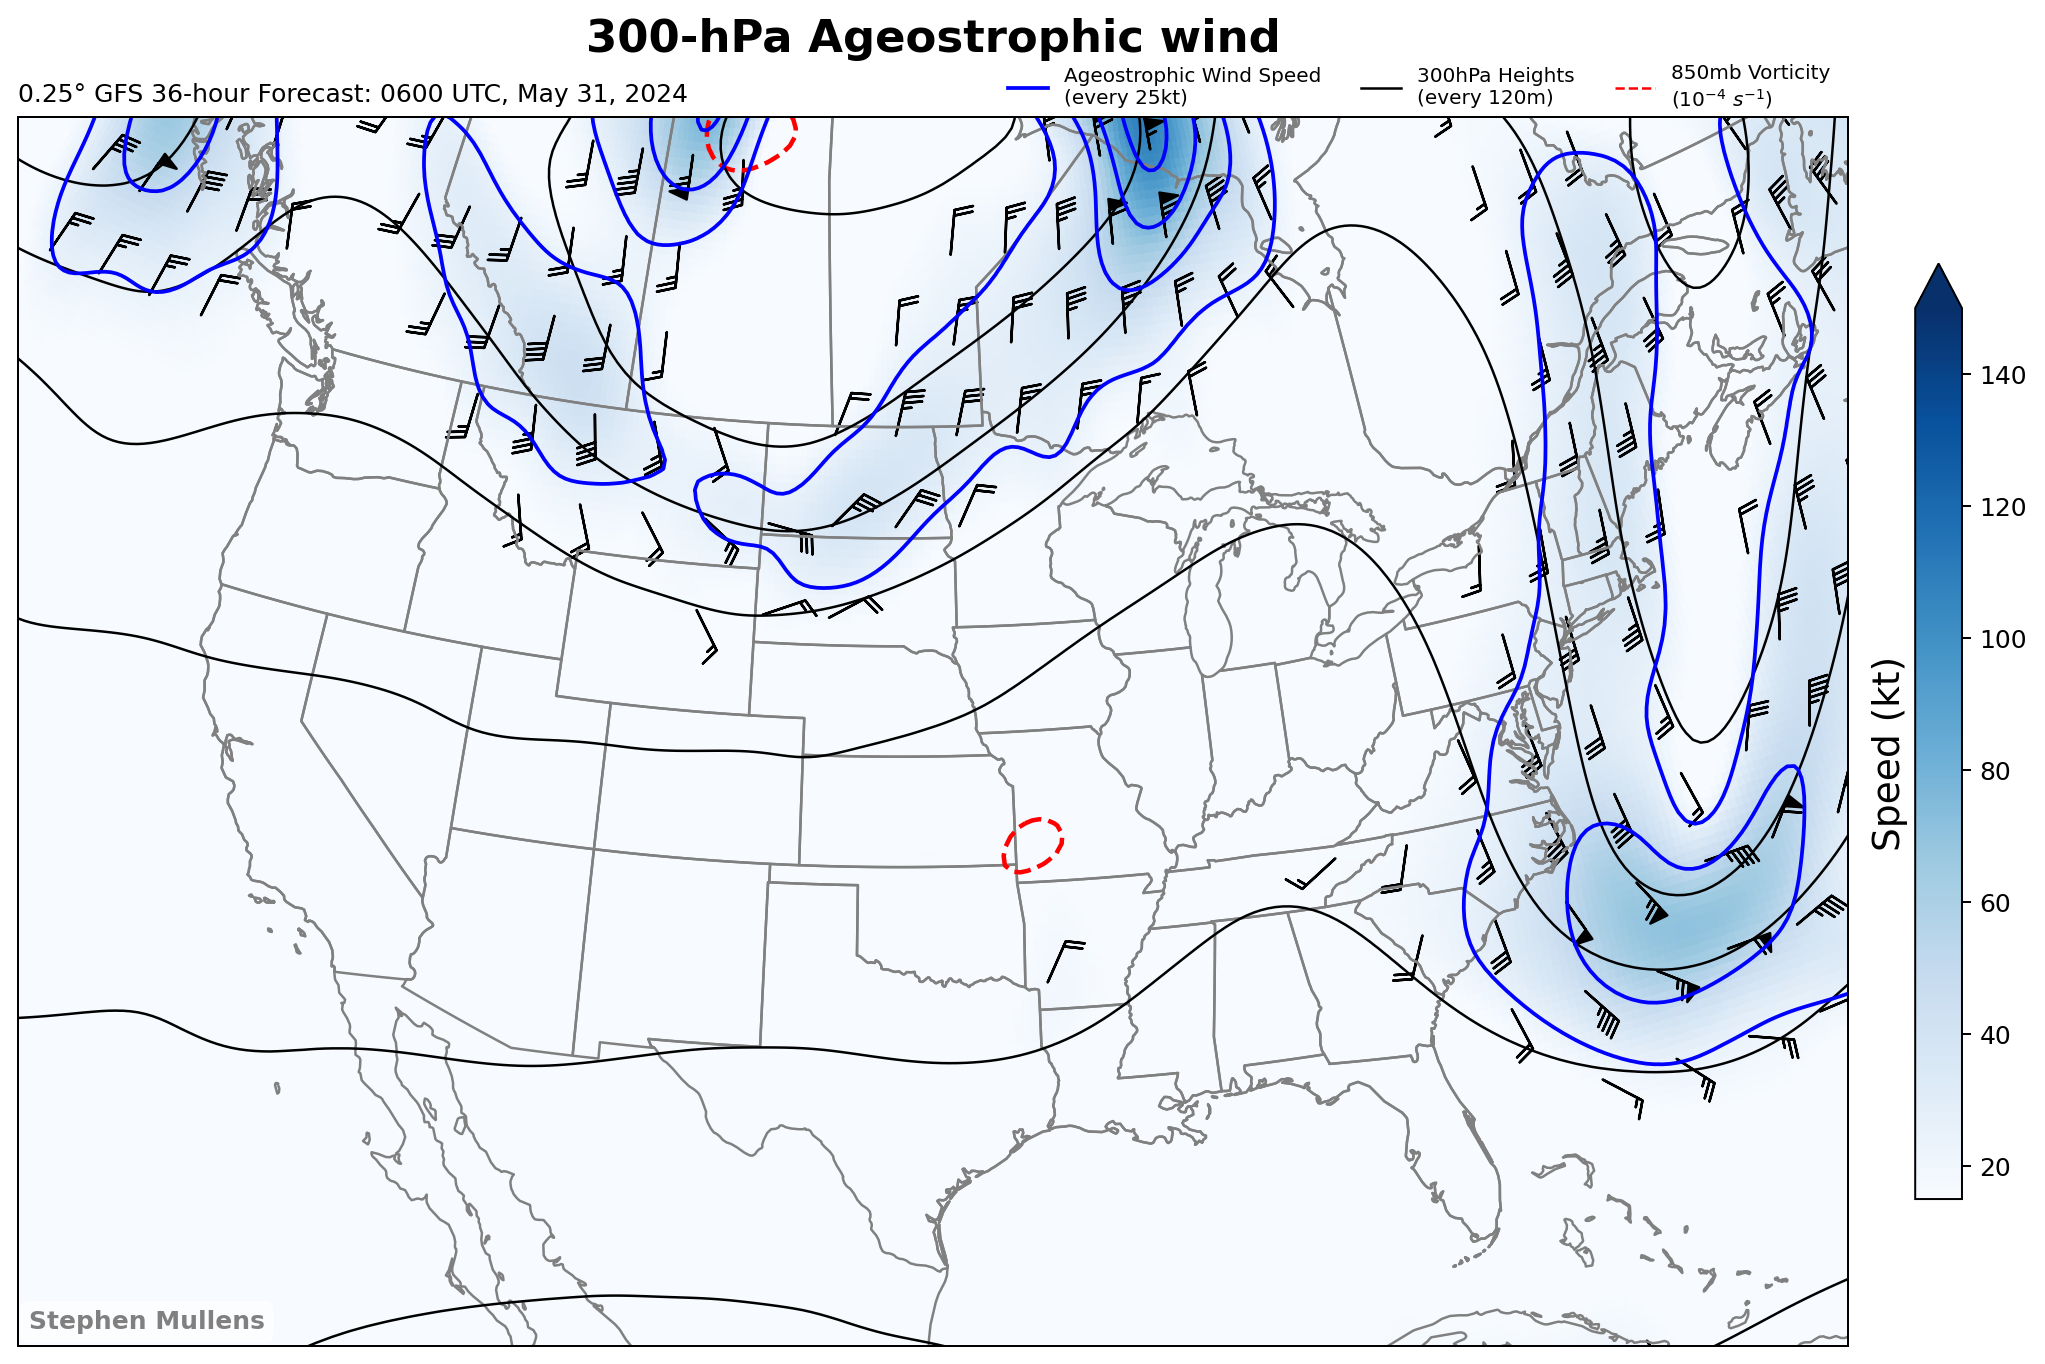 300-hPa Ageostrophic wind
0.25° GFS 36-hour Forecast: 0600 UTC, May 31, 2024
Ageostrophic Wind Speed
(every 25kt)
300hPa Heights
(every 120m)
850mb Vorticity
(10⁻⁴ s⁻¹)
140
120
100
80
60
40
20
Speed (kt)
Stephen Mullens